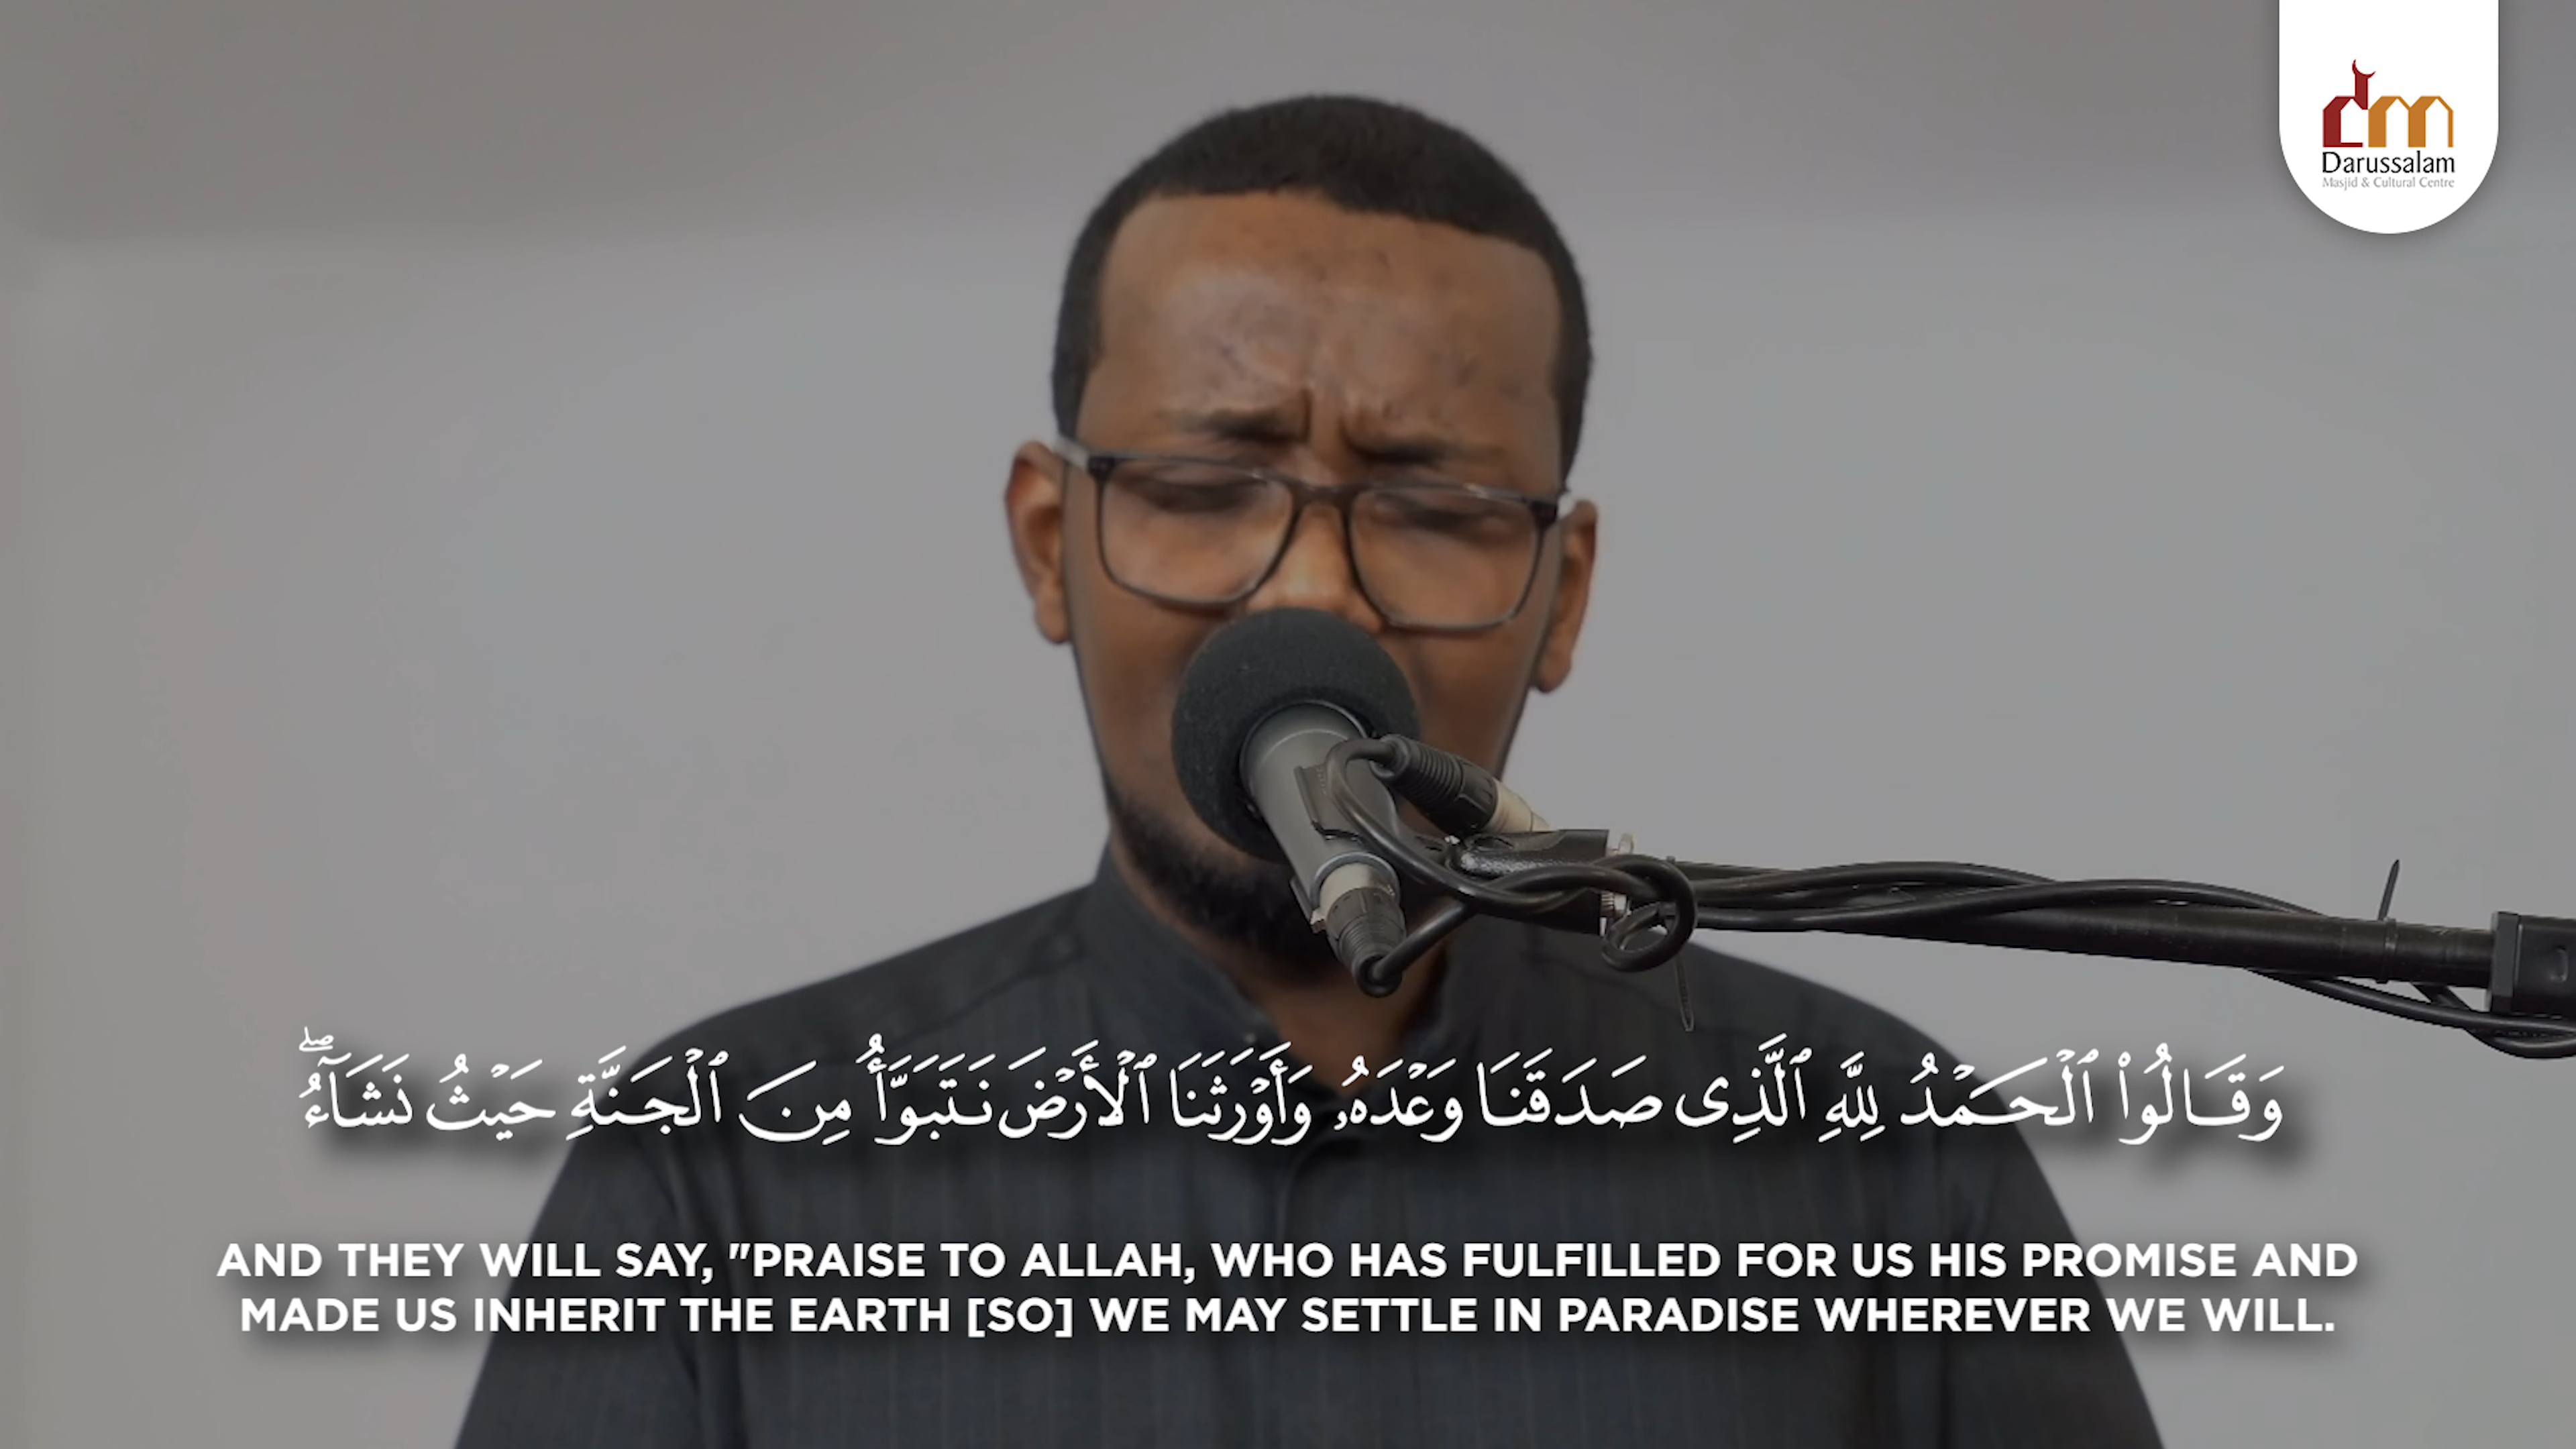 dm
Darussalam
Masjid & Cultural Centre
وَقَالُوا۟ ٱلْحَمْدُ لِلَّهِ ٱلَّذِى صَدَقَنَا وَعْدَهُۥ وَأَوْرَثَنَا ٱلْأَرْضَ نَتَبَوَّأُ مِنَ ٱلْجَنَّةِ حَيْثُ نَشَآءُ ۖ
AND THEY WILL SAY, "PRAISE TO ALLAH, WHO HAS FULFILLED FOR US HIS PROMISE AND
MADE US INHERIT THE EARTH [SO] WE MAY SETTLE IN PARADISE WHEREVER WE WILL.